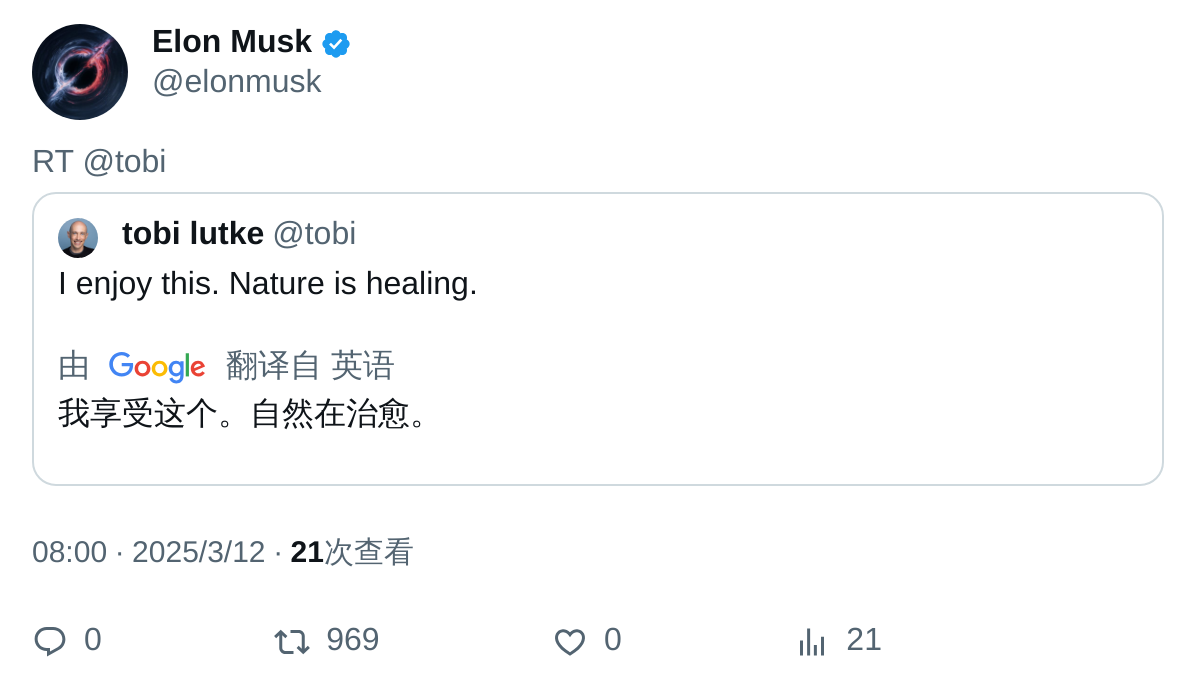 Elon Musk
@elonmusk
RT @tobi
tobi lutke @tobi
I enjoy this. Nature is healing.
由 Google 翻译自 英语
我享受这个。自然在治愈。
08:00 · 2025/3/12 · 21次查看
0 969 0 21